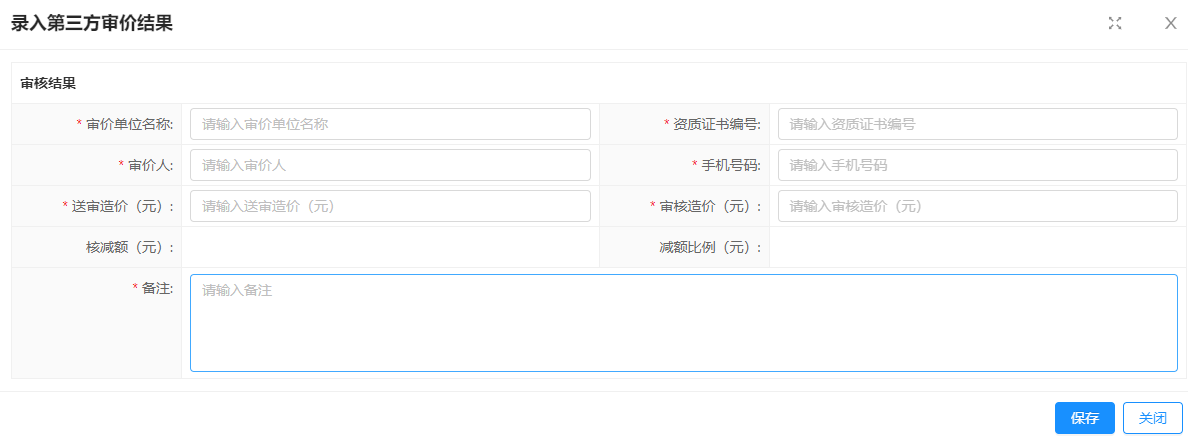 录入第三方审价结果
审核结果
* 审价单位名称: 请输入审价单位名称 * 资质证书编号: 请输入资质证书编号
* 审价人: 请输入审价人 * 手机号码: 请输入手机号码
* 送审造价（元）: 请输入送审造价（元） * 审核造价（元）: 请输入审核造价（元）
核减额（元）: 减额比例（元）:
* 备注: 请输入备注
保存 关闭